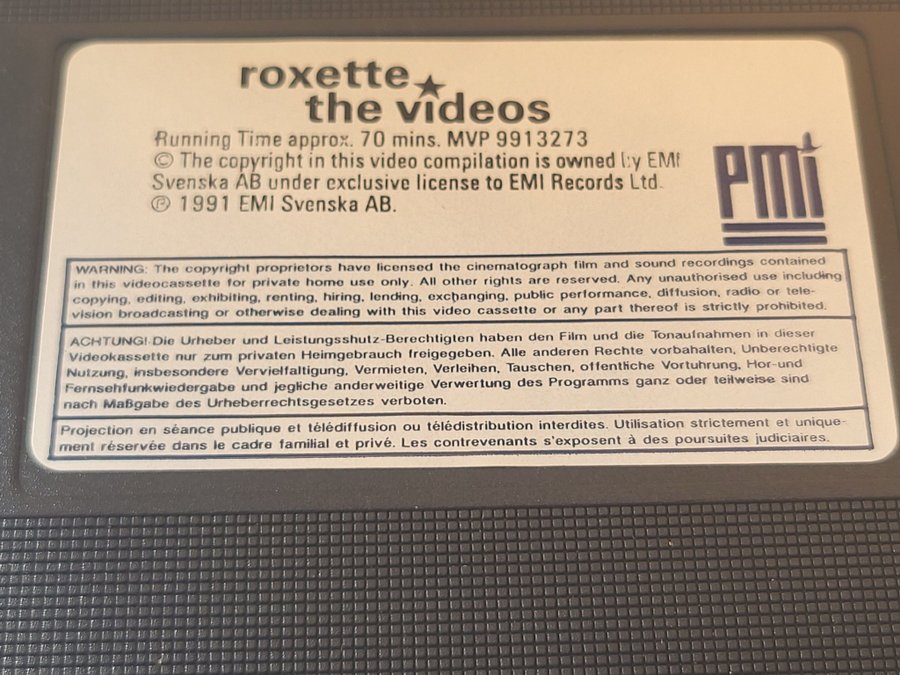 roxette
the videos
Running Time approx. 70 mins. MVP 9913273
© The copyright in this video compilation is owned by EMI
Svenska AB under exclusive license to EMI Records Ltd.
℗ 1991 EMI Svenska AB.
PMi
WARNING: The copyright proprietors have licensed the cinematograph film and sound recordings contained
in this videocassette for private home use only. All other rights are reserved. Any unauthorised use including
copying, editing, exhibiting, renting, hiring, lending, exchanging, public performance, diffusion, radio or tele-
vision broadcasting or otherwise dealing with this video cassette or any part thereof is strictly prohibited.
ACHTUNG! Die Urheber und Leistungsshutz-Berechtigten haben den Film und die Tonaufnahmen in dieser
Videokassette nur zum privaten Heimgebrauch freigegeben. Alle anderen Rechte vorbahalten, Unberechtigte
Nutzung, insbesondere Vervielfaltigung, Vermieten, Verleihen, Tauschen, offentliche Vortuhrung, Hor-und
Fernsehfunkwiedergabe und jegliche anderweitige Verwertung des Programms ganz oder teilweise sind
nach Maßgabe des Urheberrechtsgesetzes verboten.
Projection en séance publique et télédiffusion ou télédistribution interdites. Utilisation strictement et unique-
ment réservée dans le cadre familial et privé. Les contrevenants s'exposent à des poursuites judiciaires.